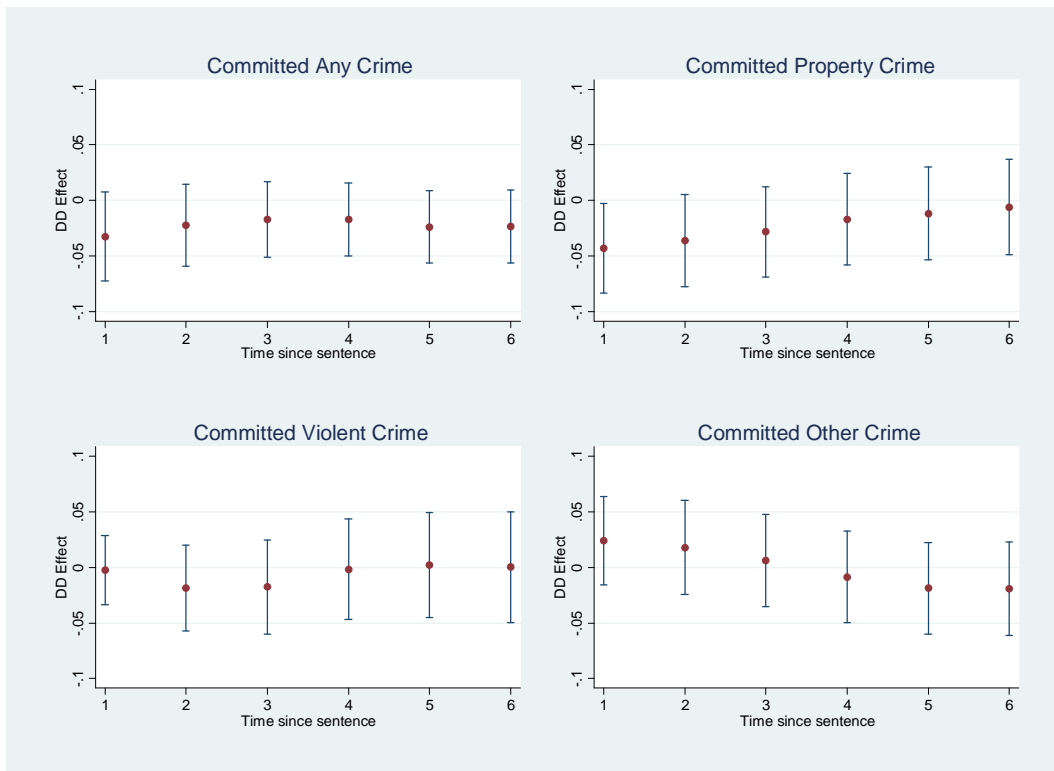 Committed Any Crime
.1
.05
0
-.05
-.1
DD Effect
1 2 3 4 5 6
Time since sentence
Committed Property Crime
.1
.05
0
-.05
-.1
DD Effect
1 2 3 4 5 6
Time since sentence
Committed Violent Crime
.1
.05
0
-.05
-.1
DD Effect
1 2 3 4 5 6
Time since sentence
Committed Other Crime
.1
.05
0
-.05
-.1
DD Effect
1 2 3 4 5 6
Time since sentence